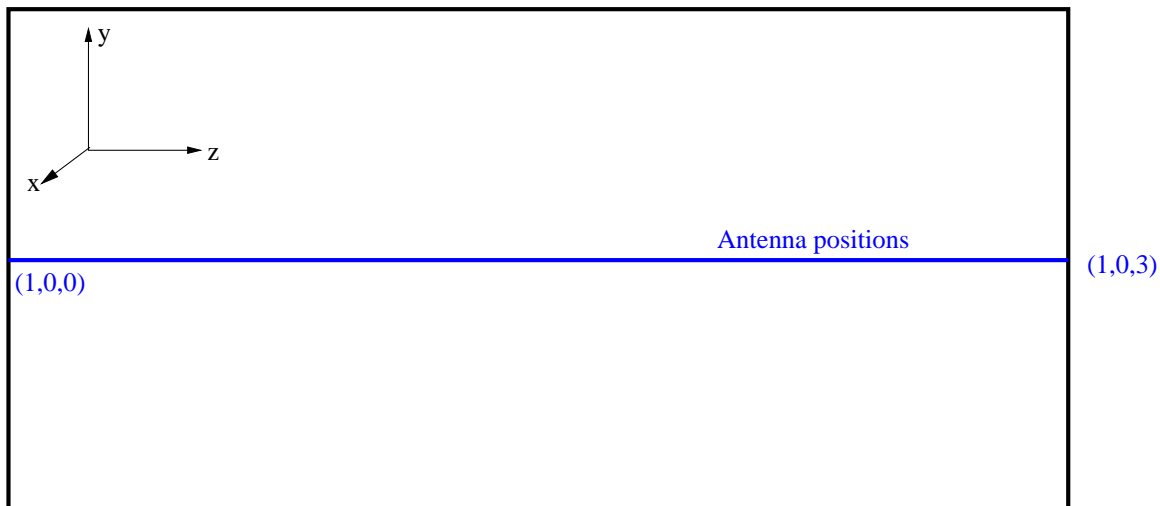 y
z
x
Antenna positions
(1,0,0)
(1,0,3)